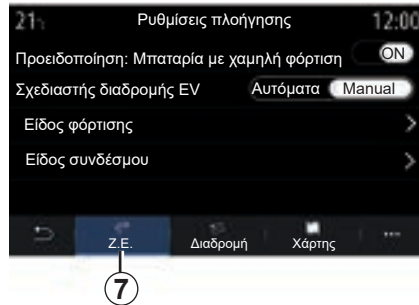 21 Ρυθμίσεις πλοήγησης 12:00
Προειδοποίηση: Μπαταρία με χαμηλή φόρτιση ON
Σχεδιαστής διαδρομής EV Αυτόματα Manual
Είδος φόρτισης
Είδος συνδέσμου
Z.E. Διαδρομή Χάρτης
7